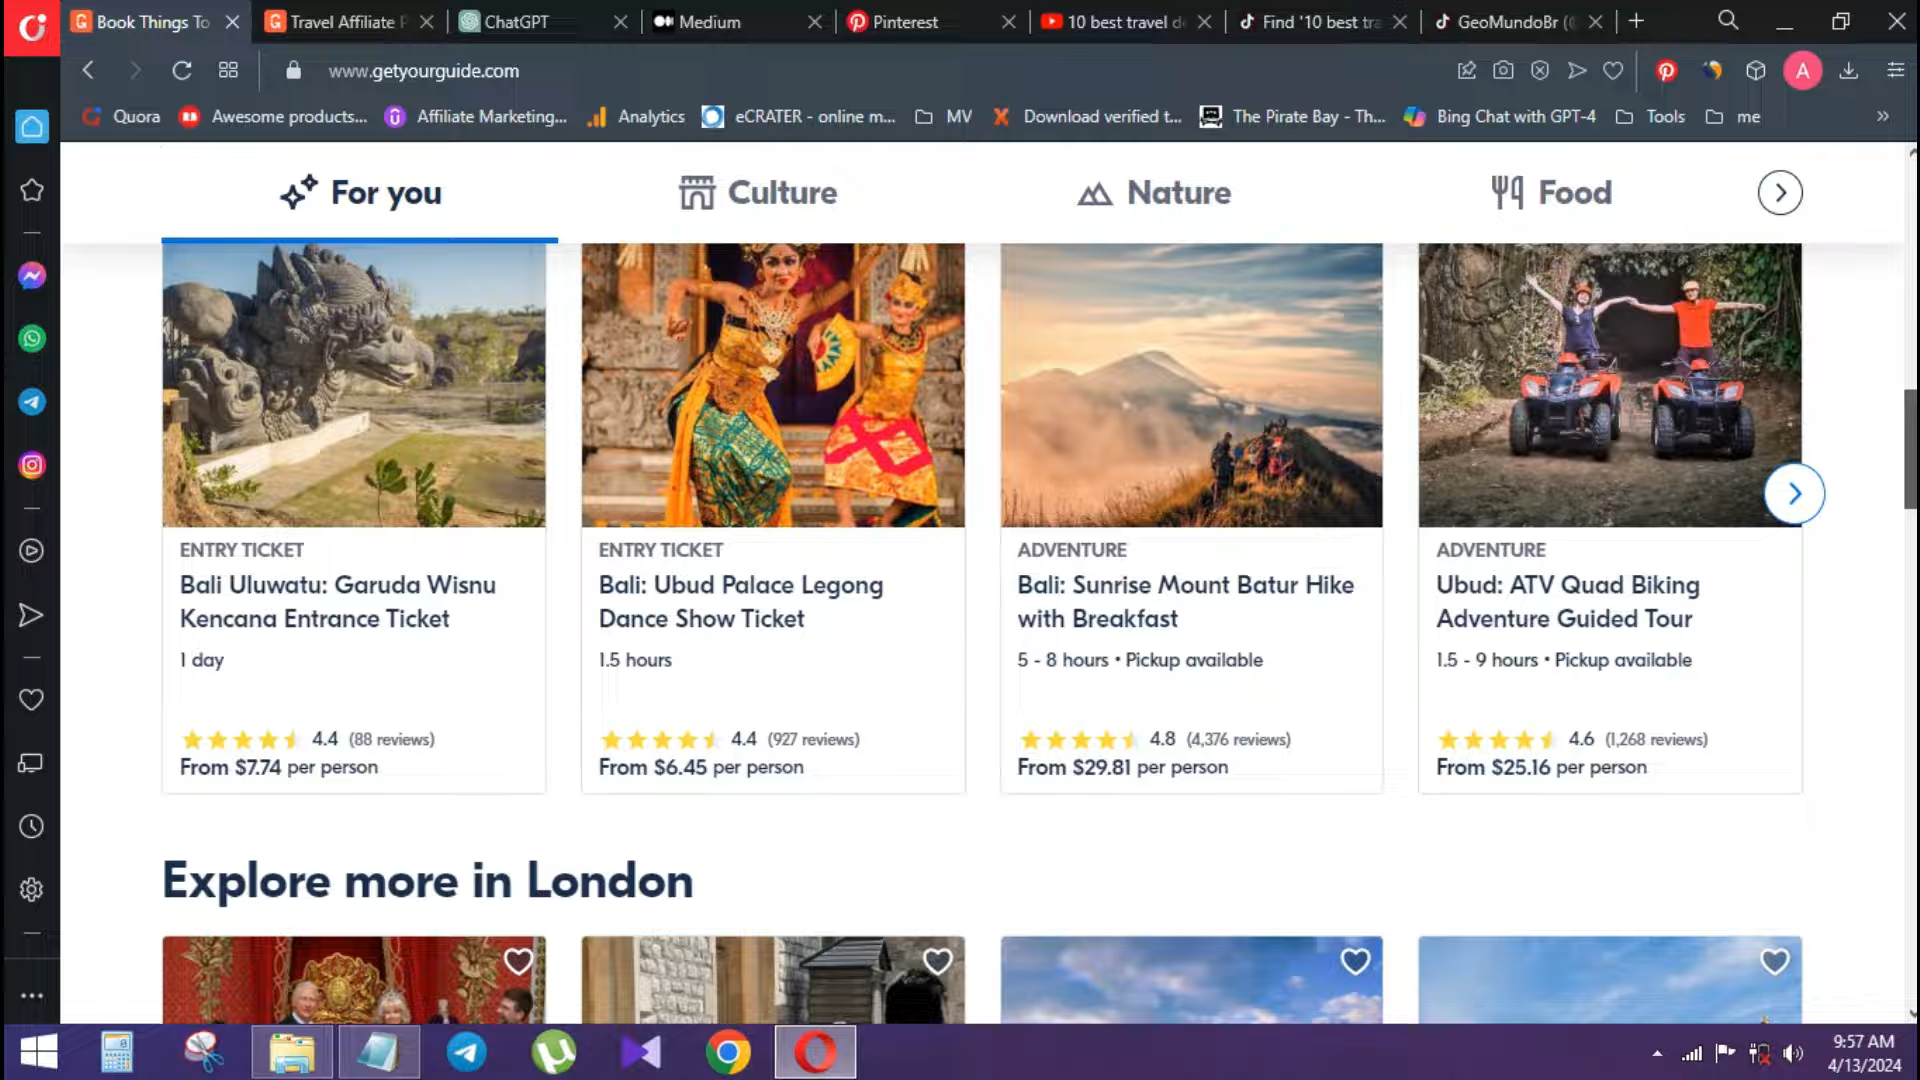 Book Things To
Travel Affiliate P
ChatGPT
Medium
Pinterest
10 best travel d
Find '10 best tra
GeoMundoBr (
www.getyourguide.com
A
Quora
Awesome products...
Affiliate Marketing...
Analytics
eCRATER - online m...
MV
Download verified t...
The Pirate Bay - Th...
Bing Chat with GPT-4
Tools
me
For you
Culture
Nature
Food
ENTRY TICKET
Bali Uluwatu: Garuda Wisnu
Kencana Entrance Ticket
1 day
4.4 (88 reviews)
From $7.74 per person
ENTRY TICKET
Bali: Ubud Palace Legong
Dance Show Ticket
1.5 hours
4.4 (927 reviews)
From $6.45 per person
ADVENTURE
Bali: Sunrise Mount Batur Hike
with Breakfast
5 - 8 hours • Pickup available
4.8 (4,376 reviews)
From $29.81 per person
ADVENTURE
Ubud: ATV Quad Biking
Adventure Guided Tour
1.5 - 9 hours • Pickup available
4.6 (1,268 reviews)
From $25.16 per person
Explore more in London
9:57 AM
4/13/2024